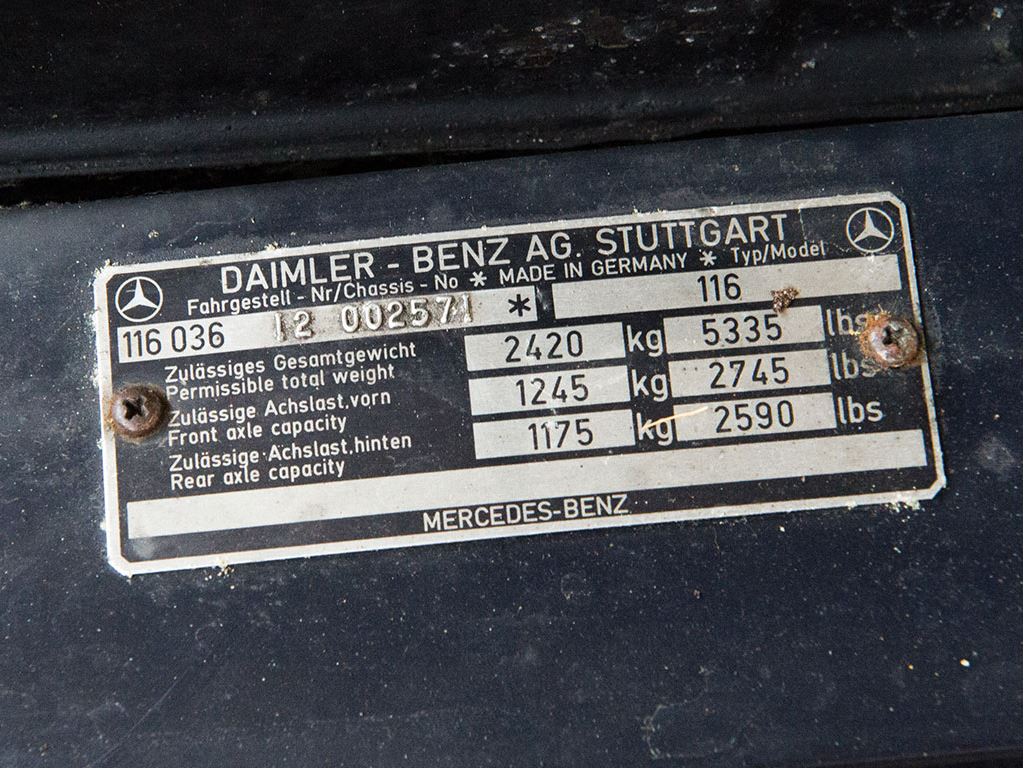 DAIMLER - BENZ AG. STUTTGART
Fahrgestell - Nr/Chassis - No * MADE IN GERMANY * Typ/Model
116 036 12 002571 * 116
Zulässiges Gesamtgewicht
Permissible total weight
2420 kg 5335 lbs
Zulässige Achslast.vorn
Front axle capacity
1245 kg 2745 lbs
Zulässige Achslast.hinten
Rear axle capacity
1175 kg 2590 lbs
MERCEDES-BENZ